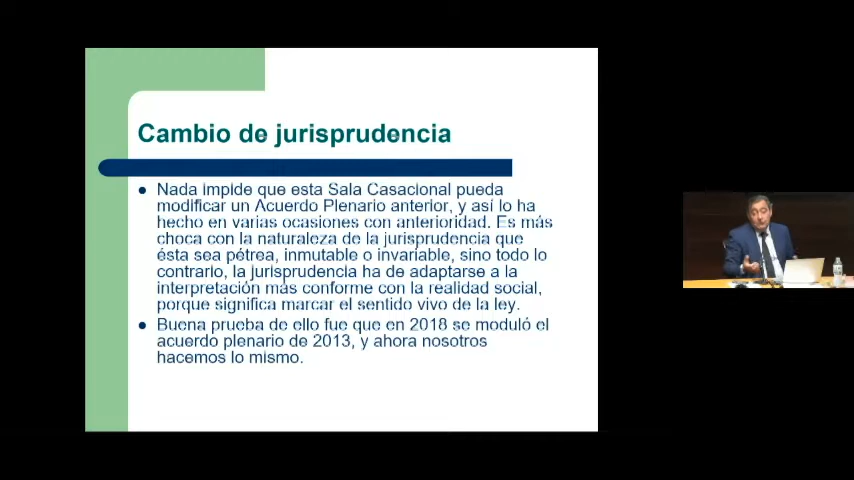 Cambio de jurisprudencia
Nada impide que esta Sala Casacional pueda
modificar un Acuerdo Plenario anterior, y así lo ha
hecho en varias ocasiones con anterioridad. Es más
choca con la naturaleza de la jurisprudencia que
ésta sea pétrea, inmutable o invariable, sino todo lo
contrario, la jurisprudencia ha de adaptarse a la
interpretación más conforme con la realidad social,
porque significa marcar el sentido vivo de la ley.
Buena prueba de ello fue que en 2018 se moduló el
acuerdo plenario de 2013, y ahora nosotros
hacemos lo mismo.